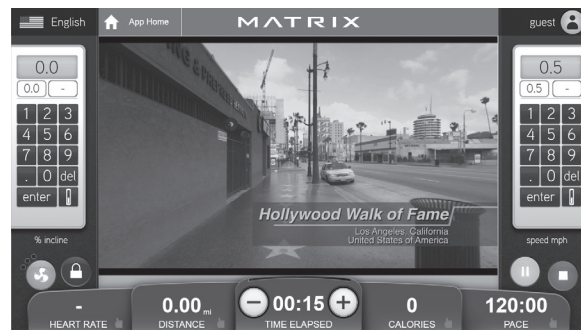 English
App Home
MATRIX
guest
0.0
0.0 -
1 2 3
4 5 6
7 8 9
. 0 del
enter
% incline
0.5
0.5 -
1 2 3
4 5 6
7 8 9
. 0 del
enter
speed mph
Hollywood Walk of Fame
Los Angeles, California
United States of America
-
HEART RATE
0.00 mi
DISTANCE
− 00:15 +
TIME ELAPSED
0
CALORIES
120:00
PACE